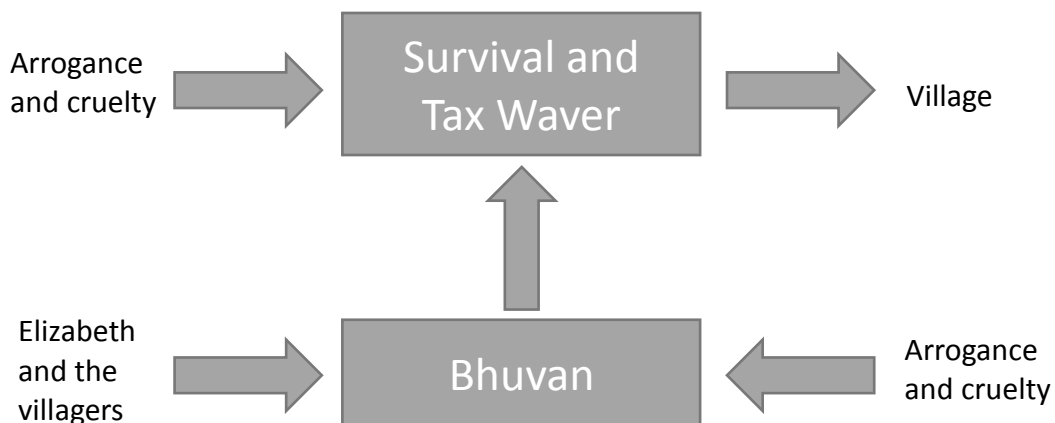 Arrogance
and cruelty
Survival and
Tax Waver
Village
Elizabeth
and the
villagers
Bhuvan
Arrogance
and cruelty